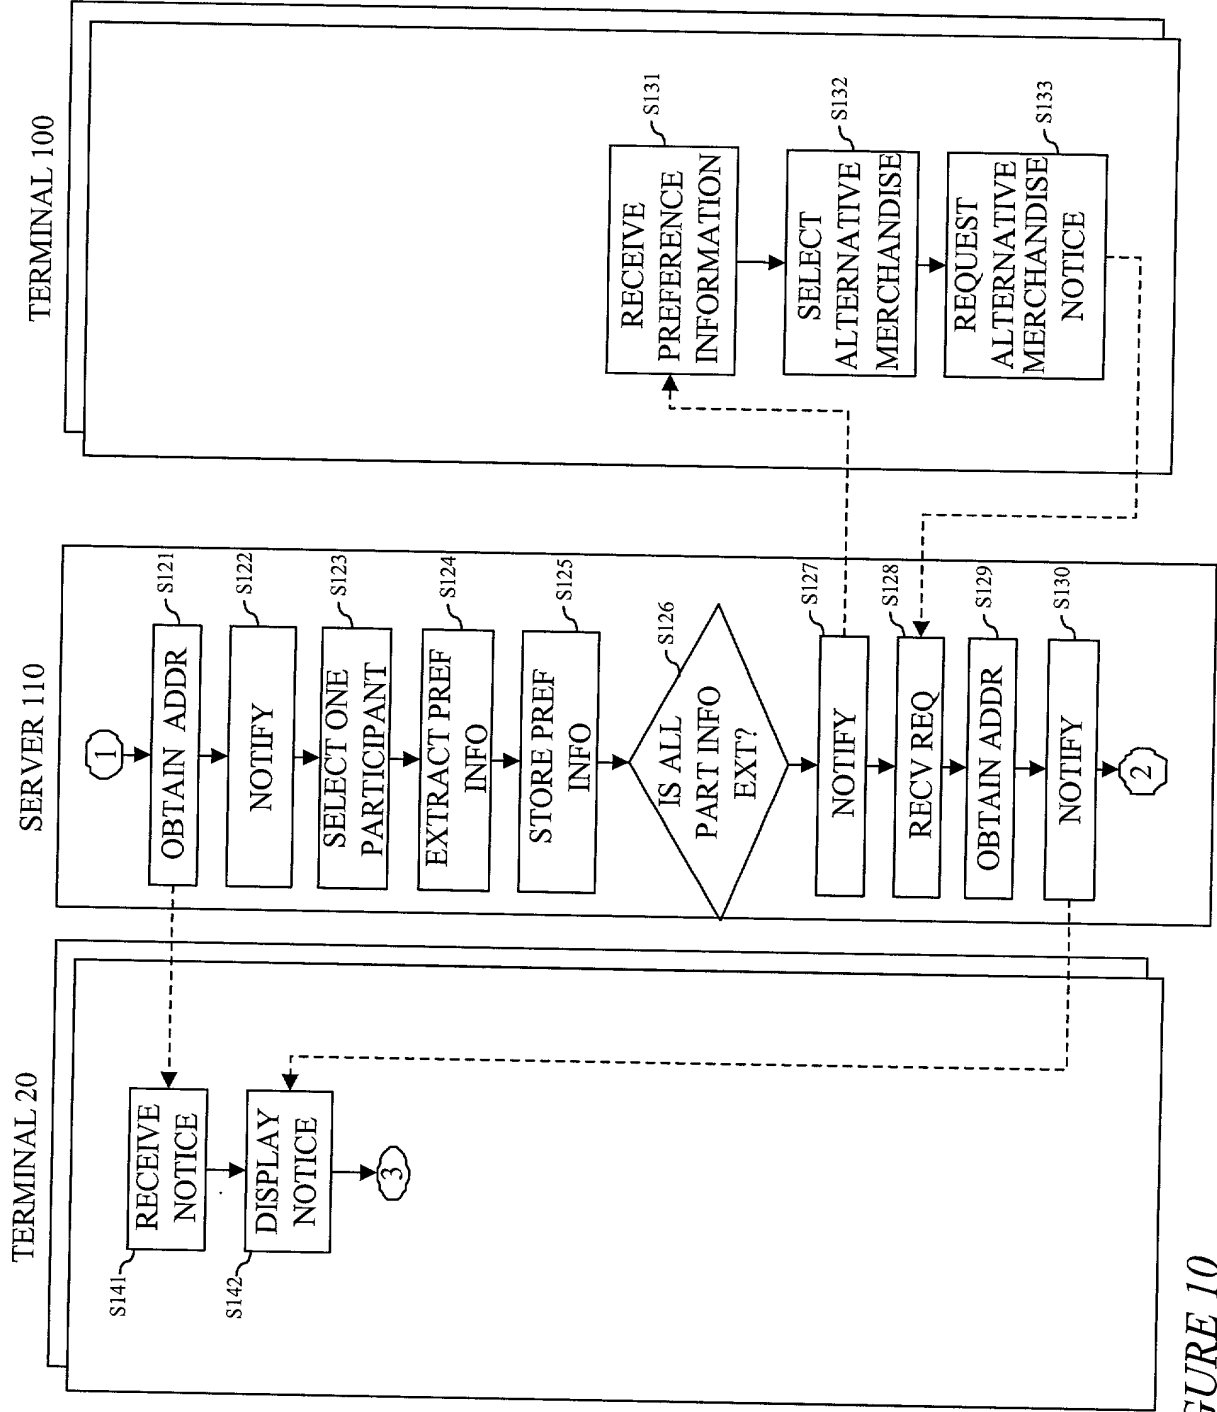 TERMINAL 20
S141
RECEIVE
NOTICE
S142
DISPLAY
NOTICE
3
SERVER 110
1
OBTAIN ADDR
S121
NOTIFY
S122
SELECT ONE
PARTICIPANT
S123
EXTRACT PREF
INFO
S124
STORE PREF
INFO
S125
IS ALL
PART INFO
EXT?
S126
NOTIFY
S127
RECV REQ
S128
OBTAIN ADDR
S129
NOTIFY
S130
2
TERMINAL 100
RECEIVE
PREFERENCE
INFORMATION
S131
SELECT
ALTERNATIVE
MERCHANDISE
S132
REQUEST
ALTERNATIVE
MERCHANDISE
NOTICE
S133
GURE 10